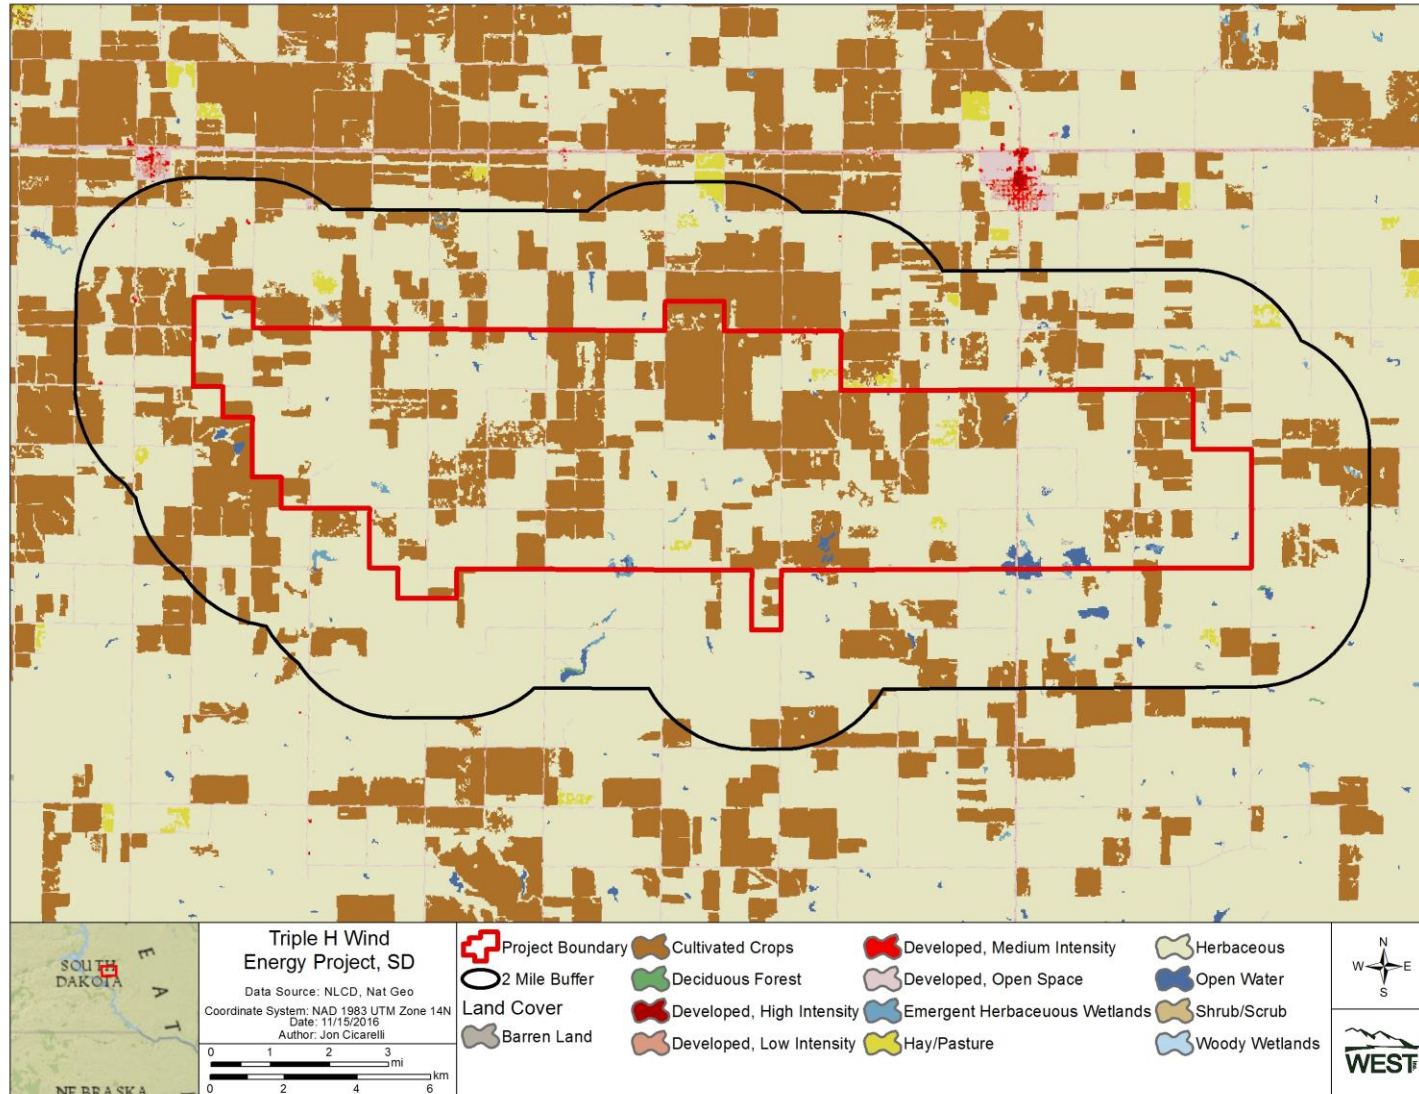 SOUTH
DAKOTA
E
A
T
NEBRASKA
Triple H Wind
Energy Project, SD
Data Source: NLCD, Nat Geo
Coordinate System: NAD 1983 UTM Zone 14N
Date: 11/15/2016
Author: Jon Cicarelli
0 1 2 3
mi
km
0 2 4 6
Project Boundary
2 Mile Buffer
Land Cover
Barren Land
Cultivated Crops
Deciduous Forest
Developed, High Intensity
Developed, Low Intensity
Developed, Medium Intensity
Developed, Open Space
Emergent Herbaceuous Wetlands
Hay/Pasture
Herbaceous
Open Water
Shrub/Scrub
Woody Wetlands
N
W E
S
WEST